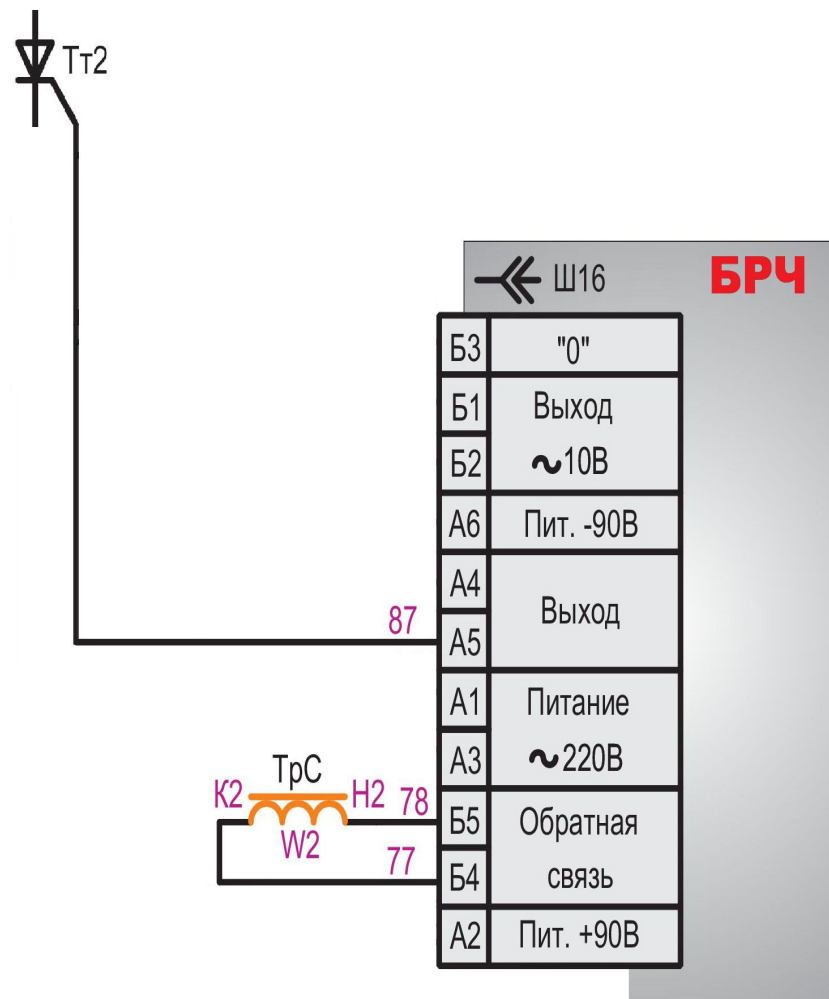 Тт2
Ш16
БРЧ
Б3 "0"
Б1 Выход
Б2 ~10В
А6 Пит. -90В
А4
Выход
87
А5
А1 Питание
А3 ~220В
ТрС
К2 Н2 78
Б5 Обратная
W2
77
Б4 связь
А2 Пит. +90В